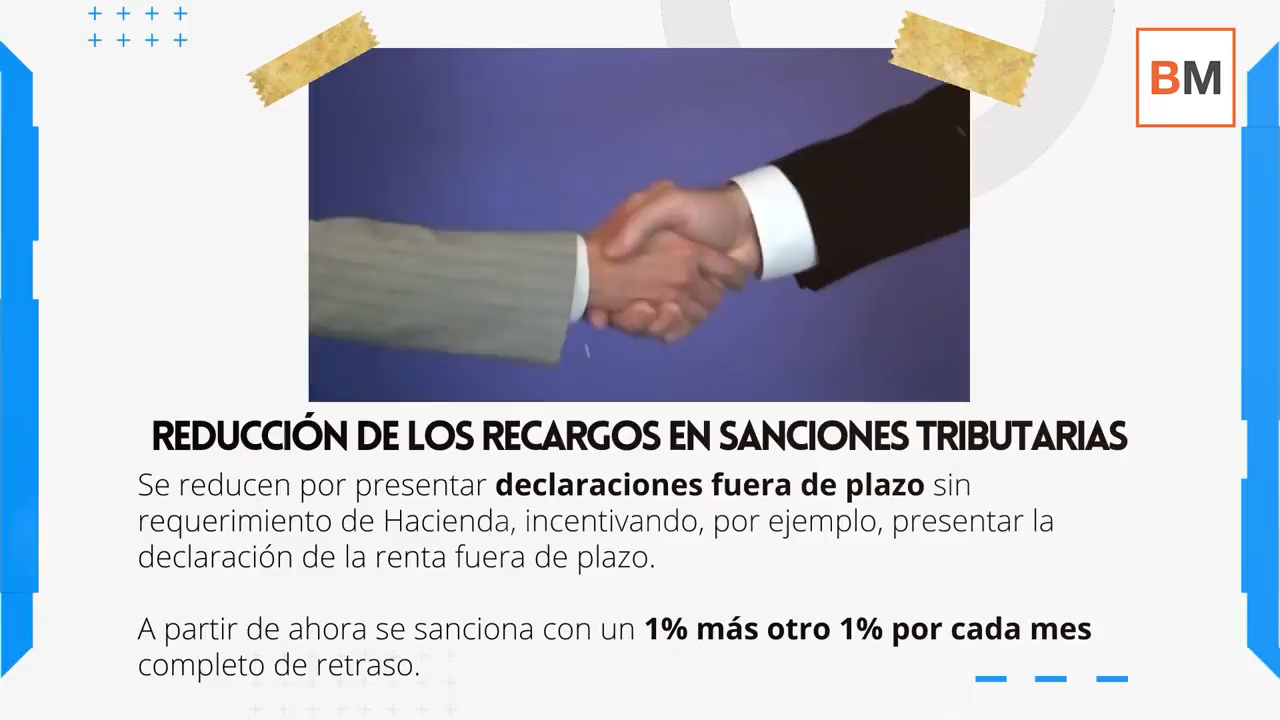 BM
REDUCCIÓN DE LOS RECARGOS EN SANCIONES TRIBUTARIAS
Se reducen por presentar declaraciones fuera de plazo sin
requerimiento de Hacienda, incentivando, por ejemplo, presentar la
declaración de la renta fuera de plazo.
A partir de ahora se sanciona con un 1% más otro 1% por cada mes
completo de retraso.